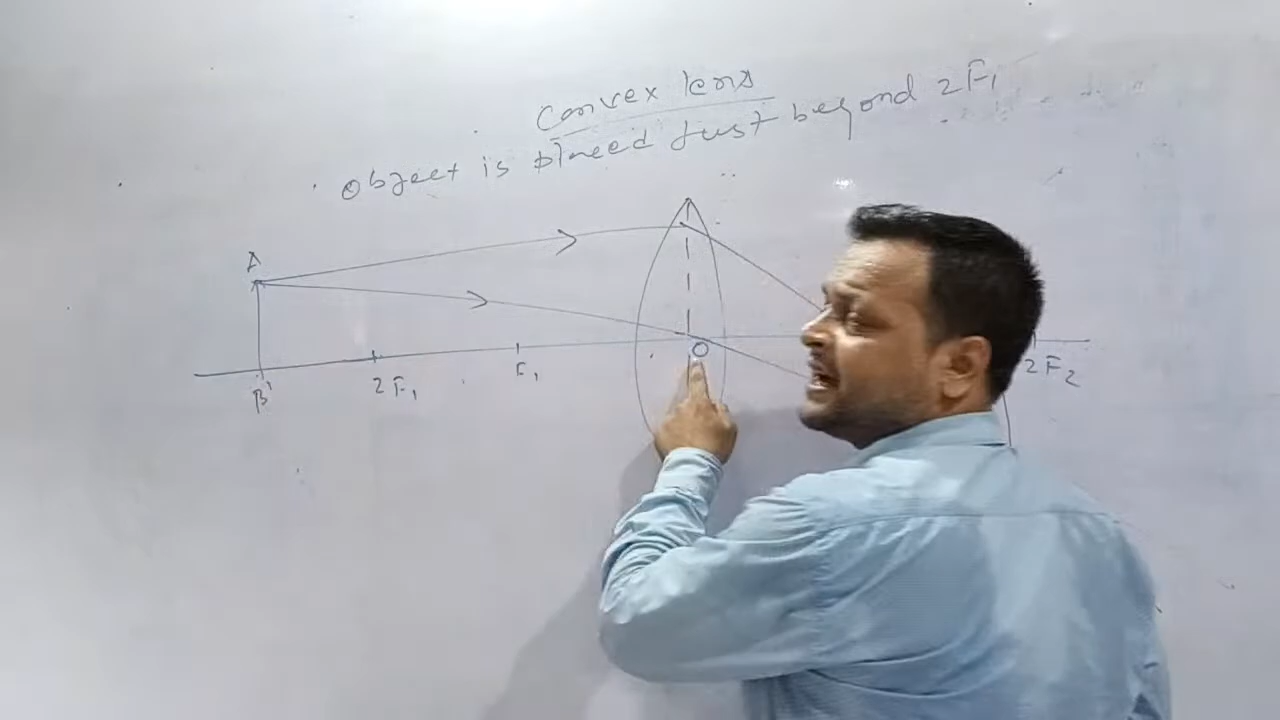 Convex lens
Object is placed just beyond 2F1
A
O
B'
2F1
F1
2F2